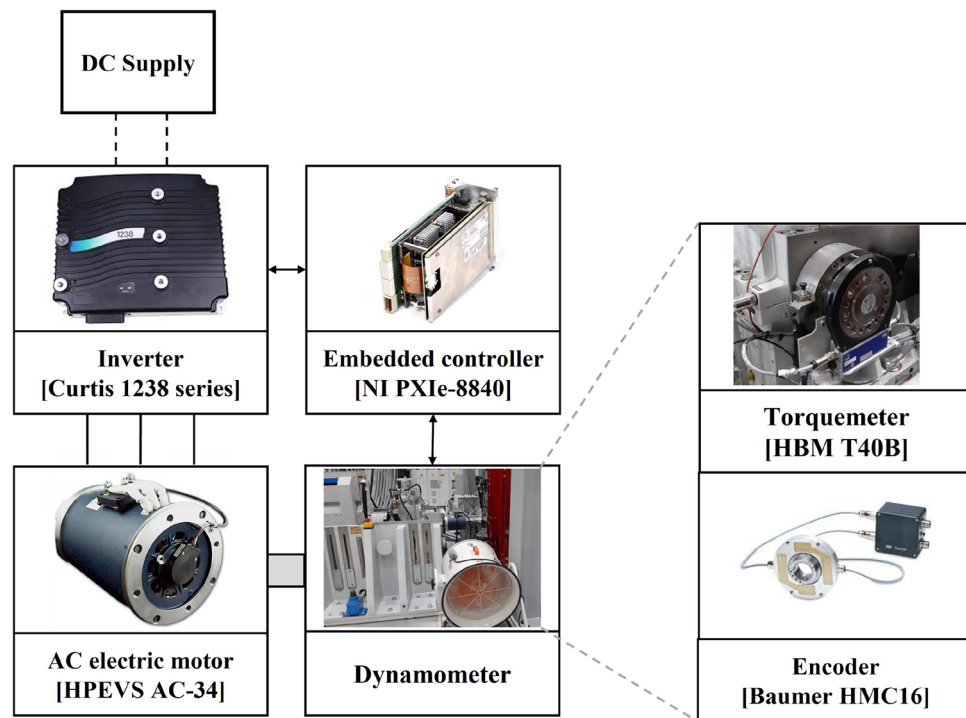 DC Supply
1238
Inverter
[Curtis 1238 series]
Embedded controller
[NI PXIe-8840]
Torquemeter
[HBM T40B]
AC electric motor
[HPEVS AC-34]
Dynamometer
Encoder
[Baumer HMC16]